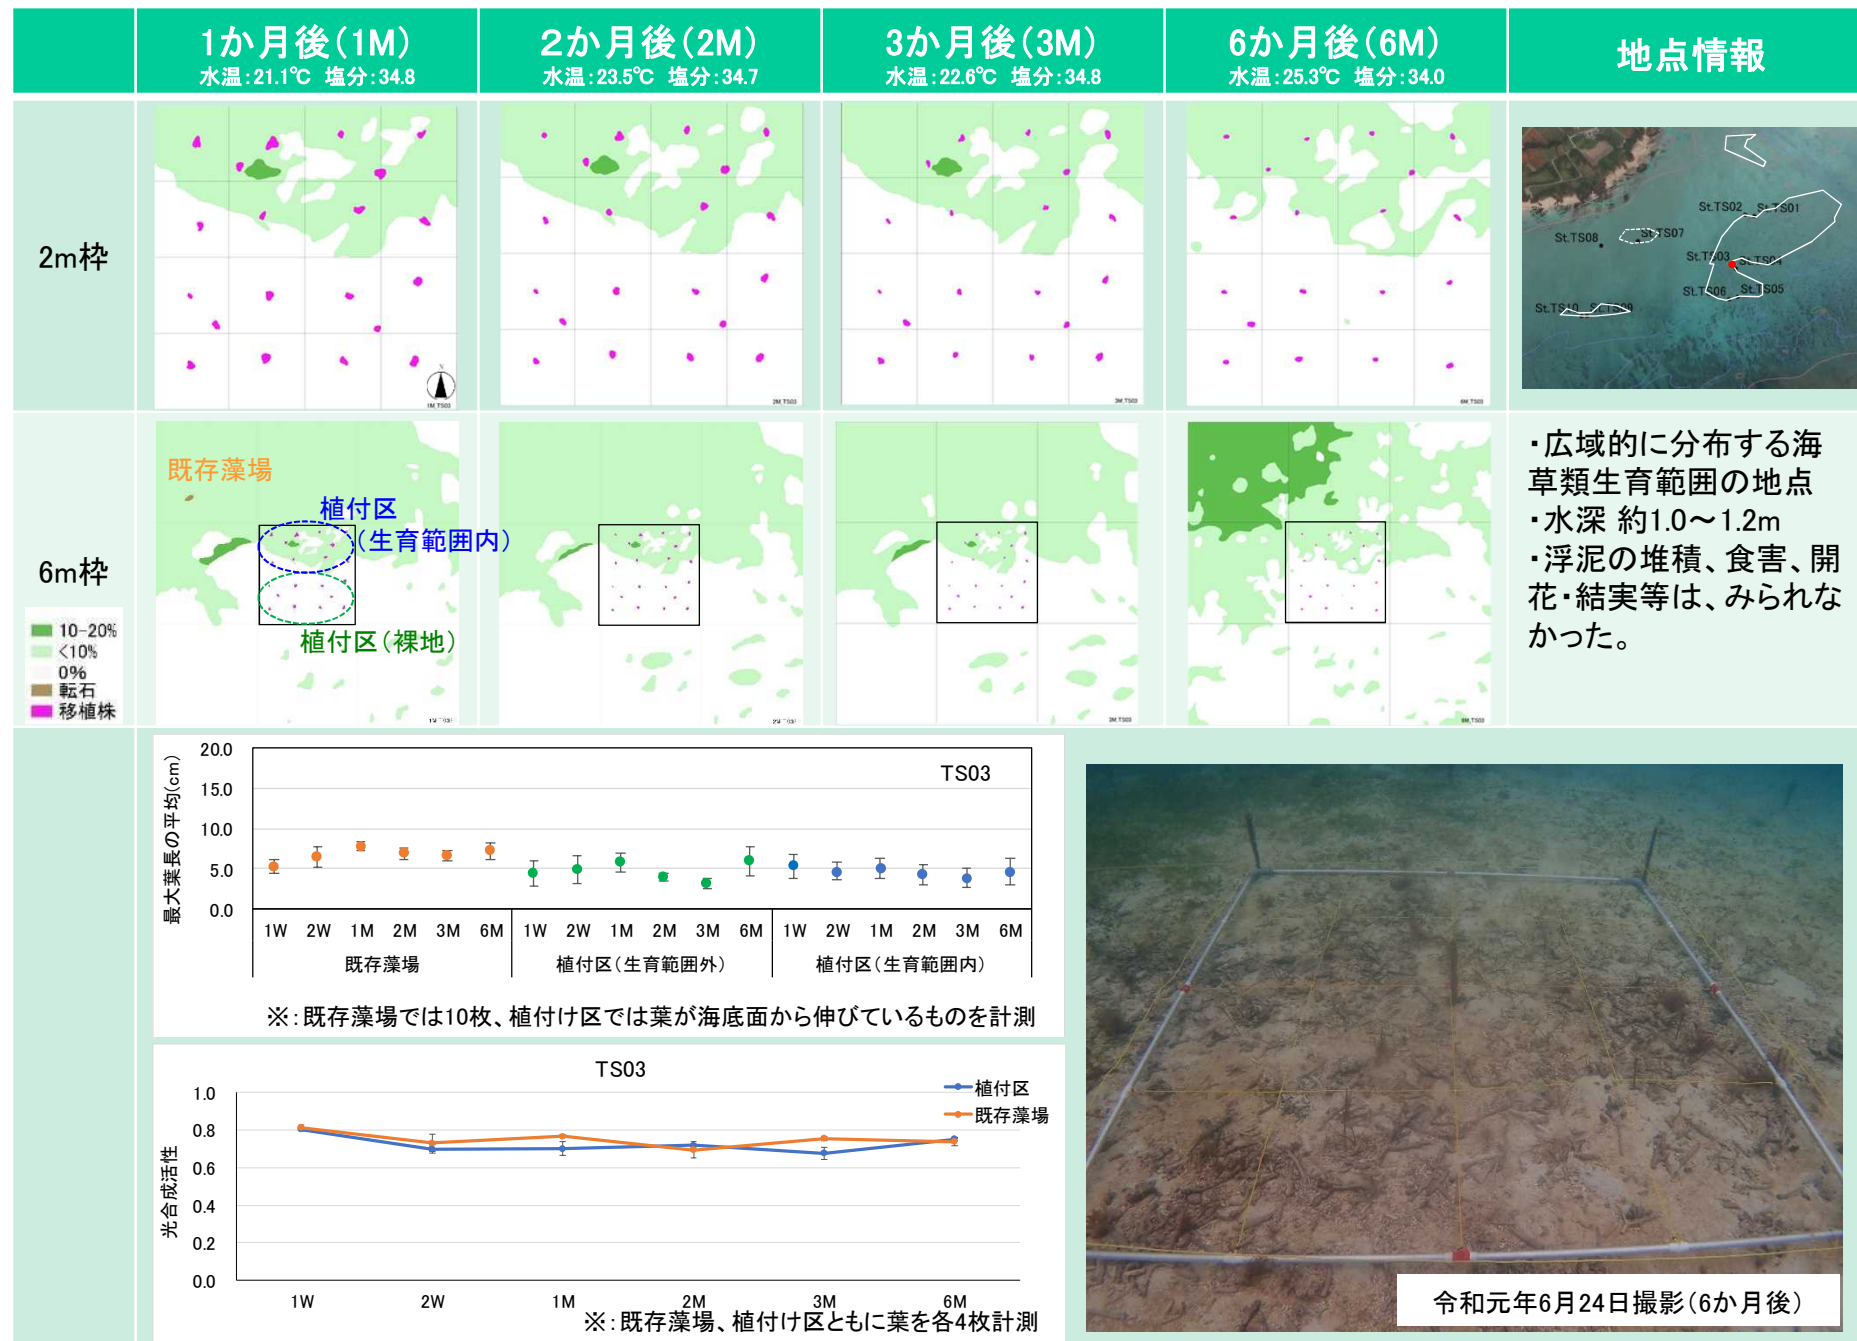 1か月後(1M)
水温:21.1℃ 塩分:34.8
2か月後(2M)
水温:23.5℃ 塩分:34.7
3か月後(3M)
水温:22.6℃ 塩分:34.8
6か月後(6M)
水温:25.3℃ 塩分:34.0
地点情報
2m枠
N
1M_TS03
2M_TS03
3M_TS03
6M_TS03
St.TS02
St.TS01
St.TS08
St.TS07
St.TS03
St.TS04
St.TS06
St.TS05
St.TS10
St.TS09
6m枠
10-20%
<10%
0%
転石
移植株
既存藻場
植付区
(生育範囲内)
植付区(裸地)
3M_TS03
6M_TS03
・広域的に分布する海
草類生育範囲の地点
・水深 約1.0～1.2m
・浮泥の堆積、食害、開
花・結実等は、みられな
かった。
TS03
最大葉長の平均(cm)
20.0
15.0
10.0
5.0
0.0
1W 2W 1M 2M 3M 6M 1W 2W 1M 2M 3M 6M 1W 2W 1M 2M 3M 6M
既存藻場 植付区(生育範囲外) 植付区(生育範囲内)
※:既存藻場では10枚、植付け区では葉が海底面から伸びているものを計測
TS03
植付区
既存藻場
光合成活性
1.0
0.8
0.6
0.4
0.2
0.0
1W 2W 1M 2M 3M 6M
※:既存藻場、植付け区ともに葉を各4枚計測
令和元年6月24日撮影(6か月後)